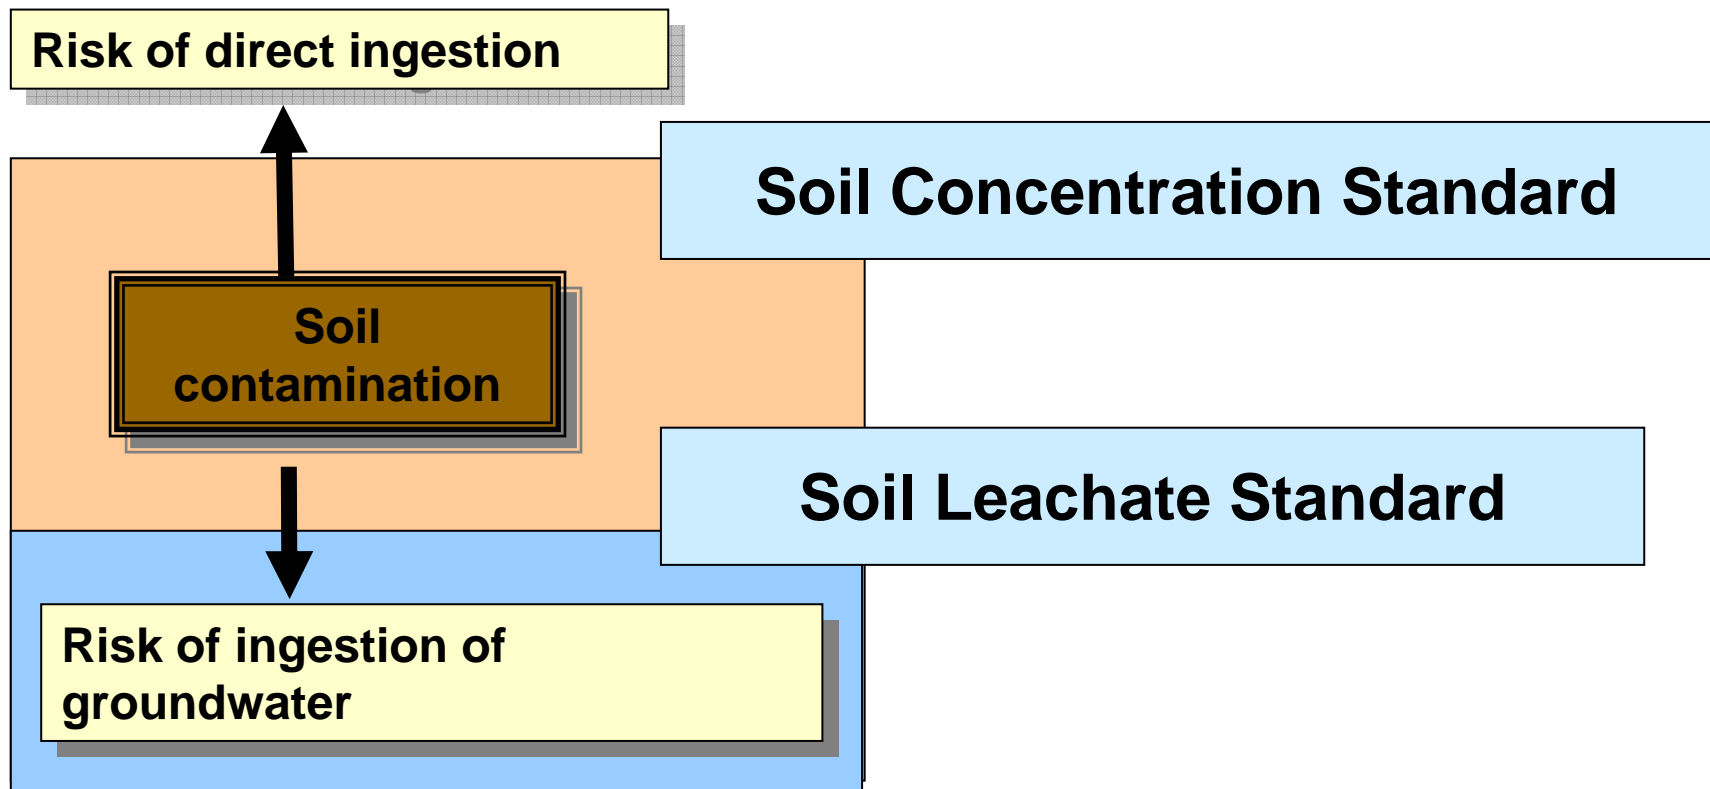 Risk of direct ingestion
Soil Concentration Standard
Soil
contamination
Soil Leachate Standard
Risk of ingestion of
groundwater